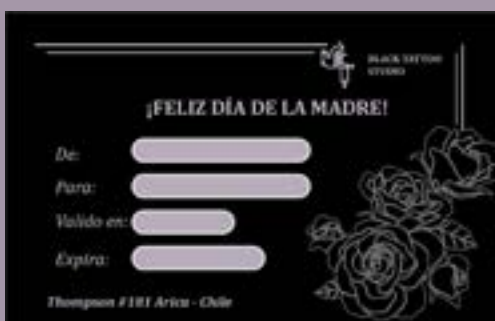 BLACK TATTOO
STUDIO
¡FELIZ DÍA DE LA MADRE!
De:
Para:
Valido en:
Expira:
Thompson #181 Arica - Chile